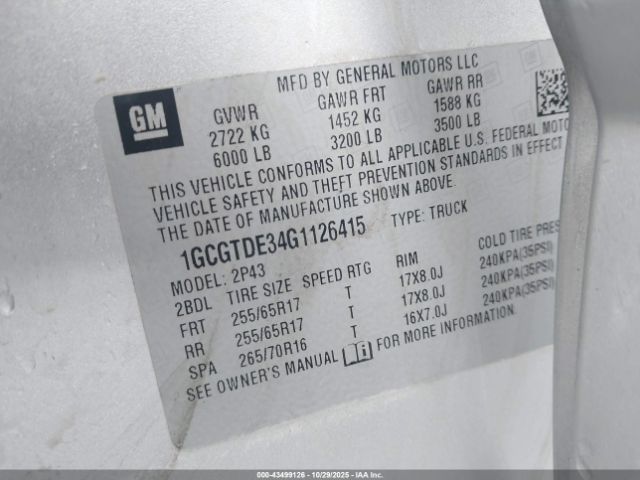 MFD BY GENERAL MOTORS LLC
GM
GVWR GAWR FRT GAWR RR
2722 KG 1452 KG 1588 KG
6000 LB 3200 LB 3500 LB
THIS VEHICLE CONFORMS TO ALL APPLICABLE U.S. FEDERAL MOTO
VEHICLE SAFETY AND THEFT PREVENTION STANDARDS IN EFFECT
THE DATE OF MANUFACTURE SHOWN ABOVE.
1GCGTDE34G1126415 TYPE: TRUCK
MODEL: 2P43
2BDL TIRE SIZE SPEED RTG RIM COLD TIRE PRES
FRT 255/65R17 T 17X8.0J 240KPA(35PSI)
RR 255/65R17 T 17X8.0J 240KPA(35PSI)
SPA 265/70R16 T 16X7.0J 240KPA(35PSI)
SEE OWNER'S MANUAL FOR MORE INFORMATION.
000-43499126 - 10/29/2025 - IAAI.com